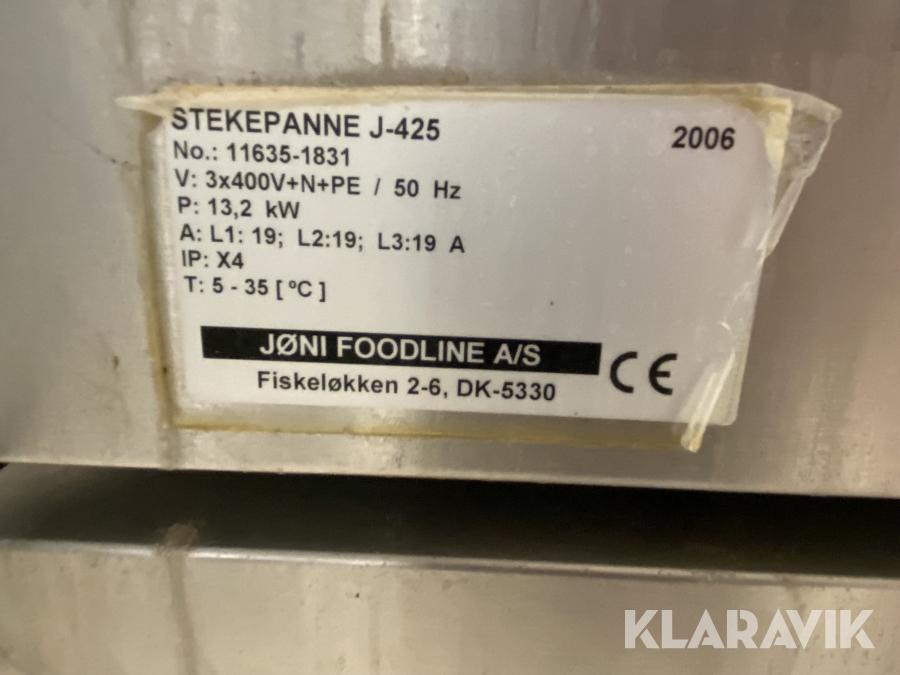 STEKEPANNE J-425 2006
No.: 11635-1831
V: 3x400V+N+PE / 50 Hz
P: 13,2 kW
A: L1: 19; L2:19; L3:19 A
IP: X4
T: 5 - 35 [ ºC ]
JØNI FOODLINE A/S
Fiskeløkken 2-6, DK-5330
CE
KLARAVIK